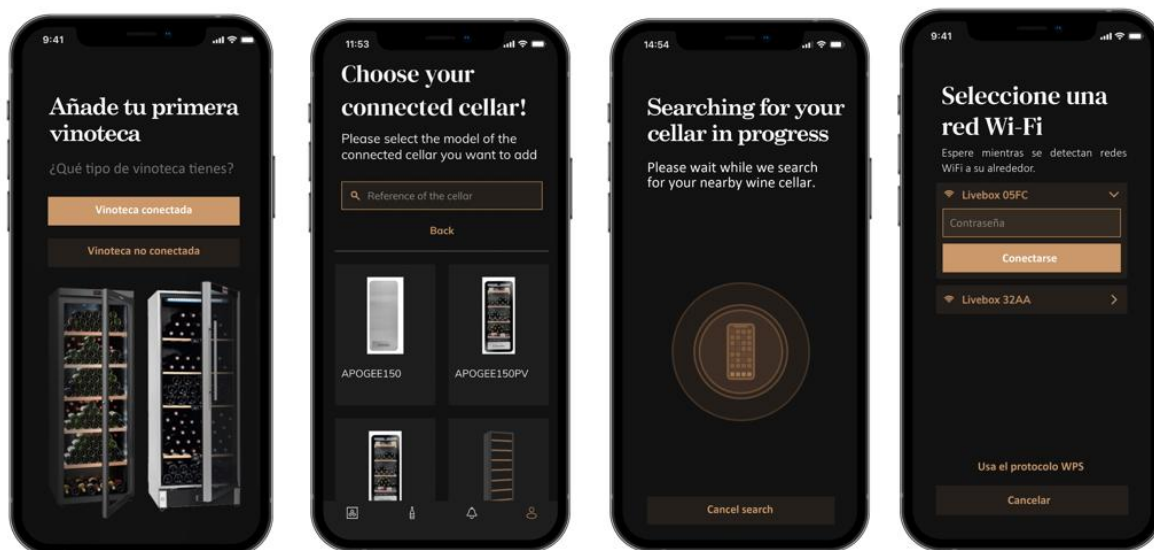 9:41
Añade tu primera
vinoteca
¿Qué tipo de vinoteca tienes?
Vinoteca conectada
Vinoteca no conectada
11:53
Choose your
connected cellar!
Please select the model of the
connected cellar you want to add
Reference of the cellar
Back
APOGEE150
APOGEE150PV
14:54
Searching for your
cellar in progress
Please wait while we search
for your nearby wine cellar.
Cancel search
9:41
Seleccione una
red Wi-Fi
Espere mientras se detectan redes
WiFi a su alrededor.
Livebox 05FC
Contraseña
Conectarse
Livebox 32AA
Usa el protocolo WPS
Cancelar